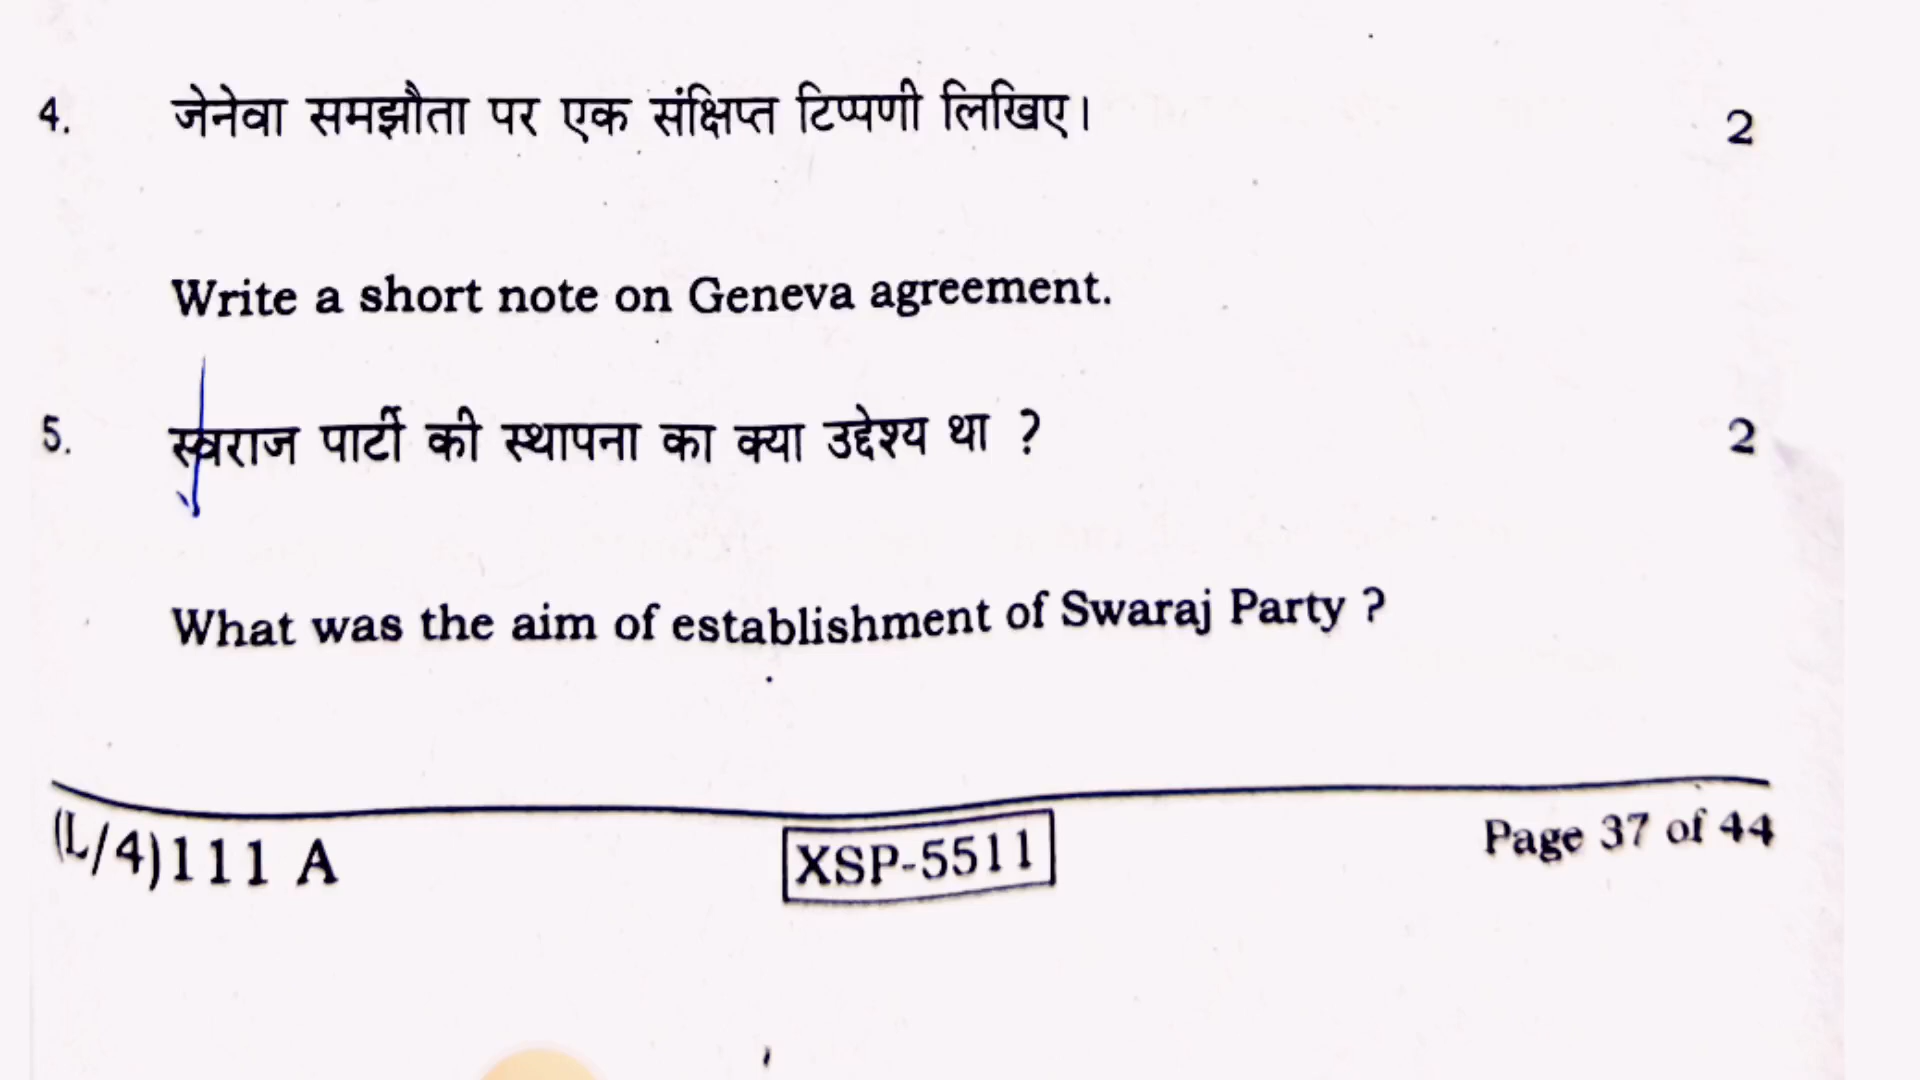 4. जेनेवा समझौता पर एक संक्षिप्त टिप्पणी लिखिए। 2
Write a short note on Geneva agreement.
5. स्वराज पार्टी की स्थापना का क्या उद्देश्य था ? 2
What was the aim of establishment of Swaraj Party ?
(L/4)111 A XSP-5511 Page 37 of 44